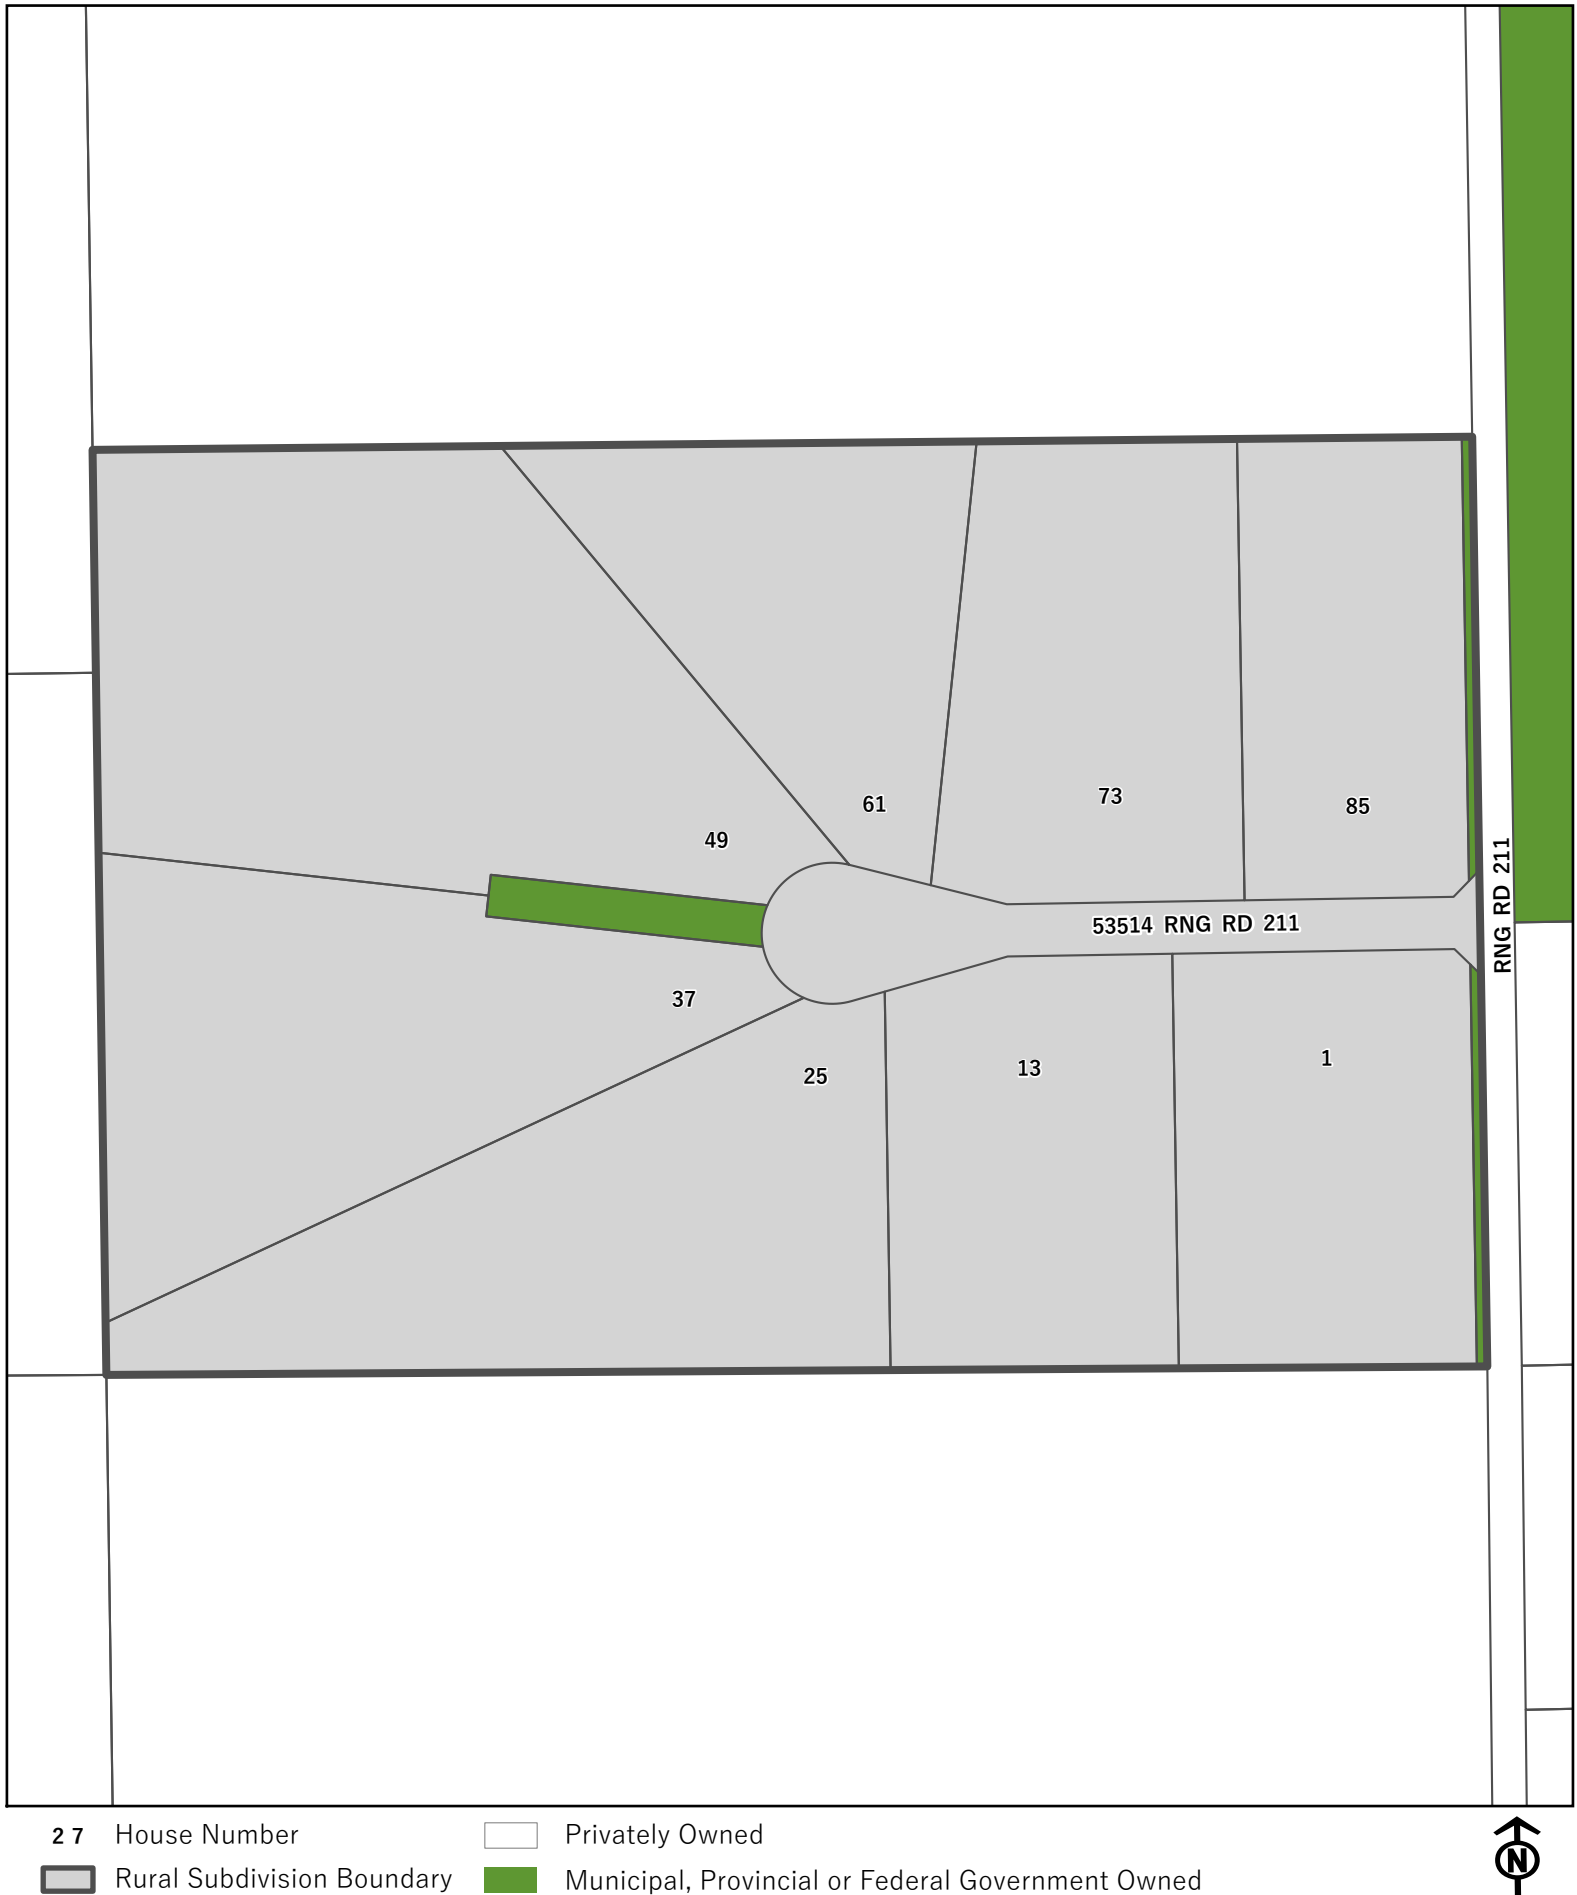 61
73
85
49
RNG RD 211
53514 RNG RD 211
37
25
13
1
27 House Number
Privately Owned
Rural Subdivision Boundary
Municipal, Provincial or Federal Government Owned
N